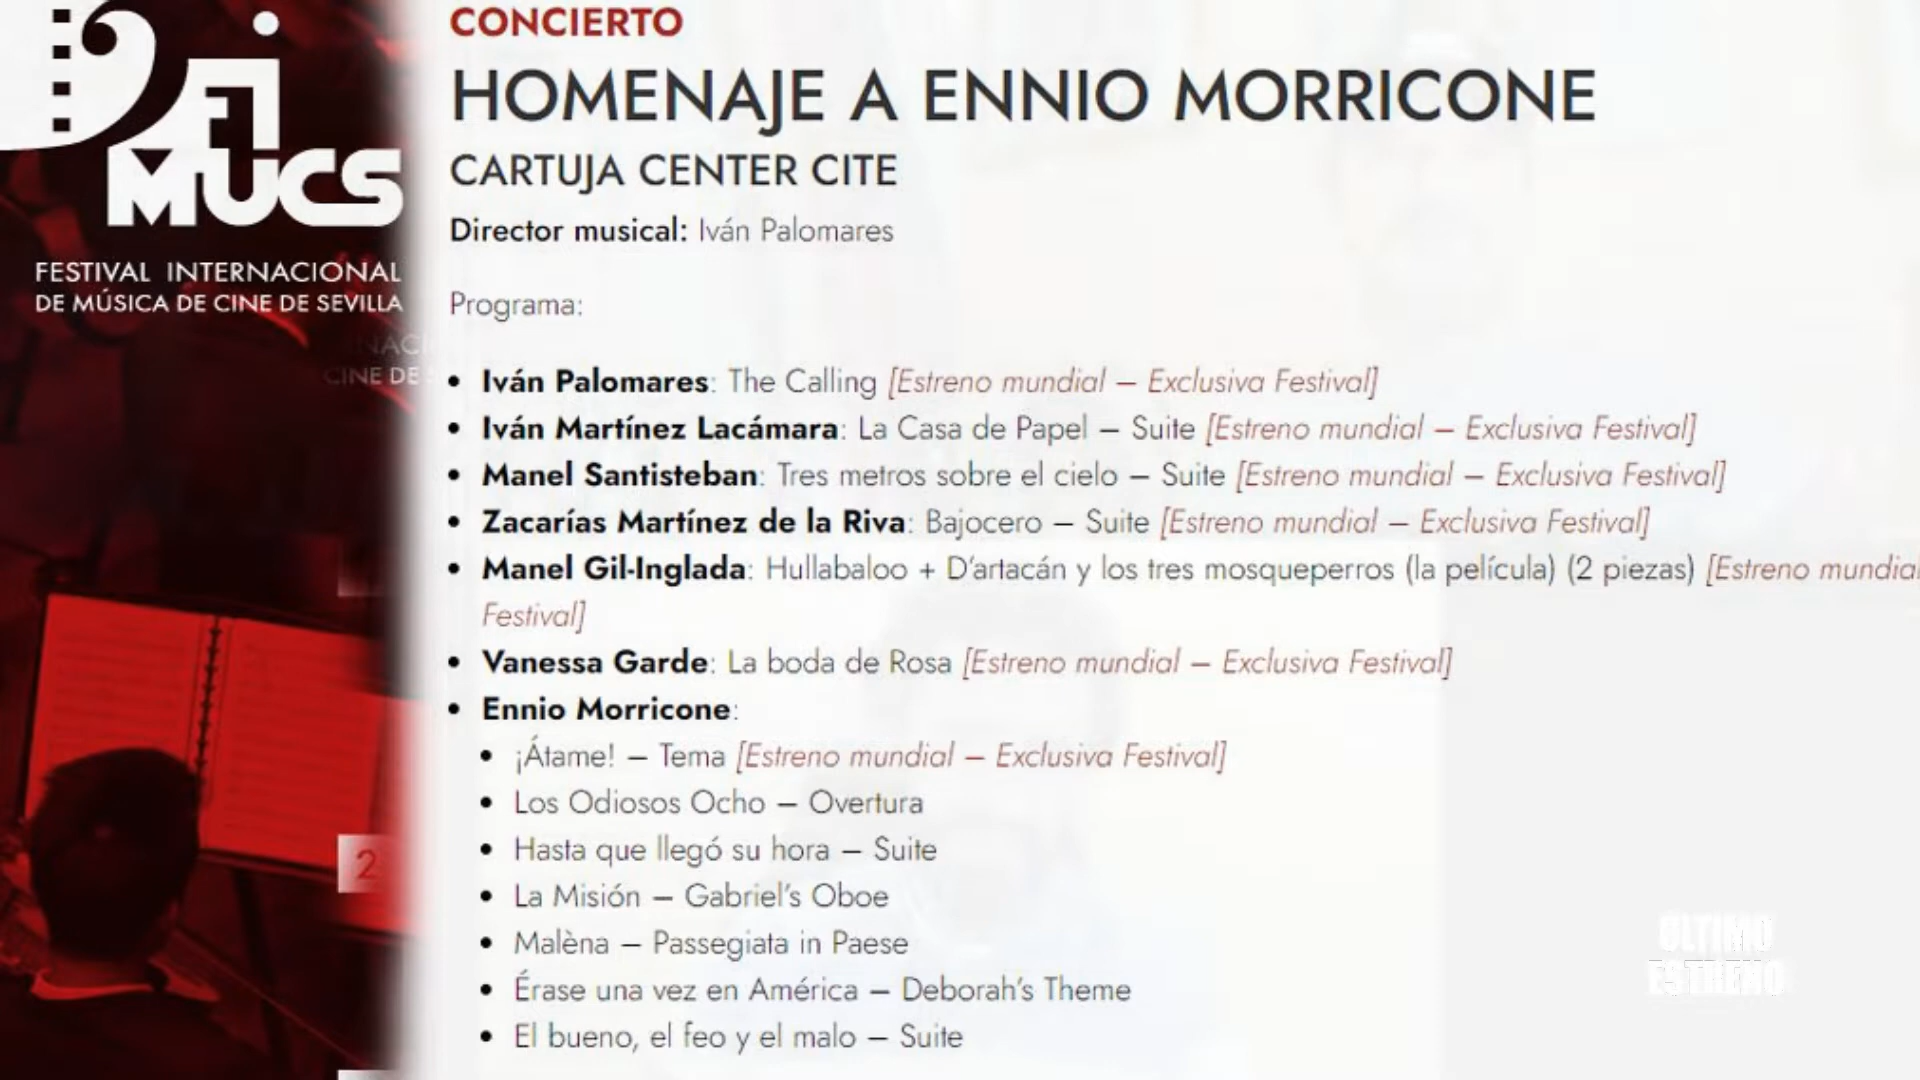 FiMUCS
FESTIVAL INTERNACIONAL
DE MÚSICA DE CINE DE SEVILLA
CINE DE
2
CONCIERTO
HOMENAJE A ENNIO MORRICONE
CARTUJA CENTER CITE
Director musical: Iván Palomares
Programa:
• Iván Palomares: The Calling [Estreno mundial – Exclusiva Festival]
• Iván Martínez Lacámara: La Casa de Papel – Suite [Estreno mundial – Exclusiva Festival]
• Manel Santisteban: Tres metros sobre el cielo – Suite [Estreno mundial – Exclusiva Festival]
• Zacarías Martínez de la Riva: Bajocero – Suite [Estreno mundial – Exclusiva Festival]
• Manel Gil-Inglada: Hullabaloo + D'artacán y los tres mosqueperros (la película) (2 piezas) [Estreno mundial
Festival]
• Vanessa Garde: La boda de Rosa [Estreno mundial – Exclusiva Festival]
• Ennio Morricone:
• ¡Átame! – Tema [Estreno mundial – Exclusiva Festival]
• Los Odiosos Ocho – Overtura
• Hasta que llegó su hora – Suite
• La Misión – Gabriel's Oboe
• Malèna – Passegiata in Paese
• Érase una vez en América – Deborah's Theme
• El bueno, el feo y el malo – Suite
ÚLTIMO
ESTRENO